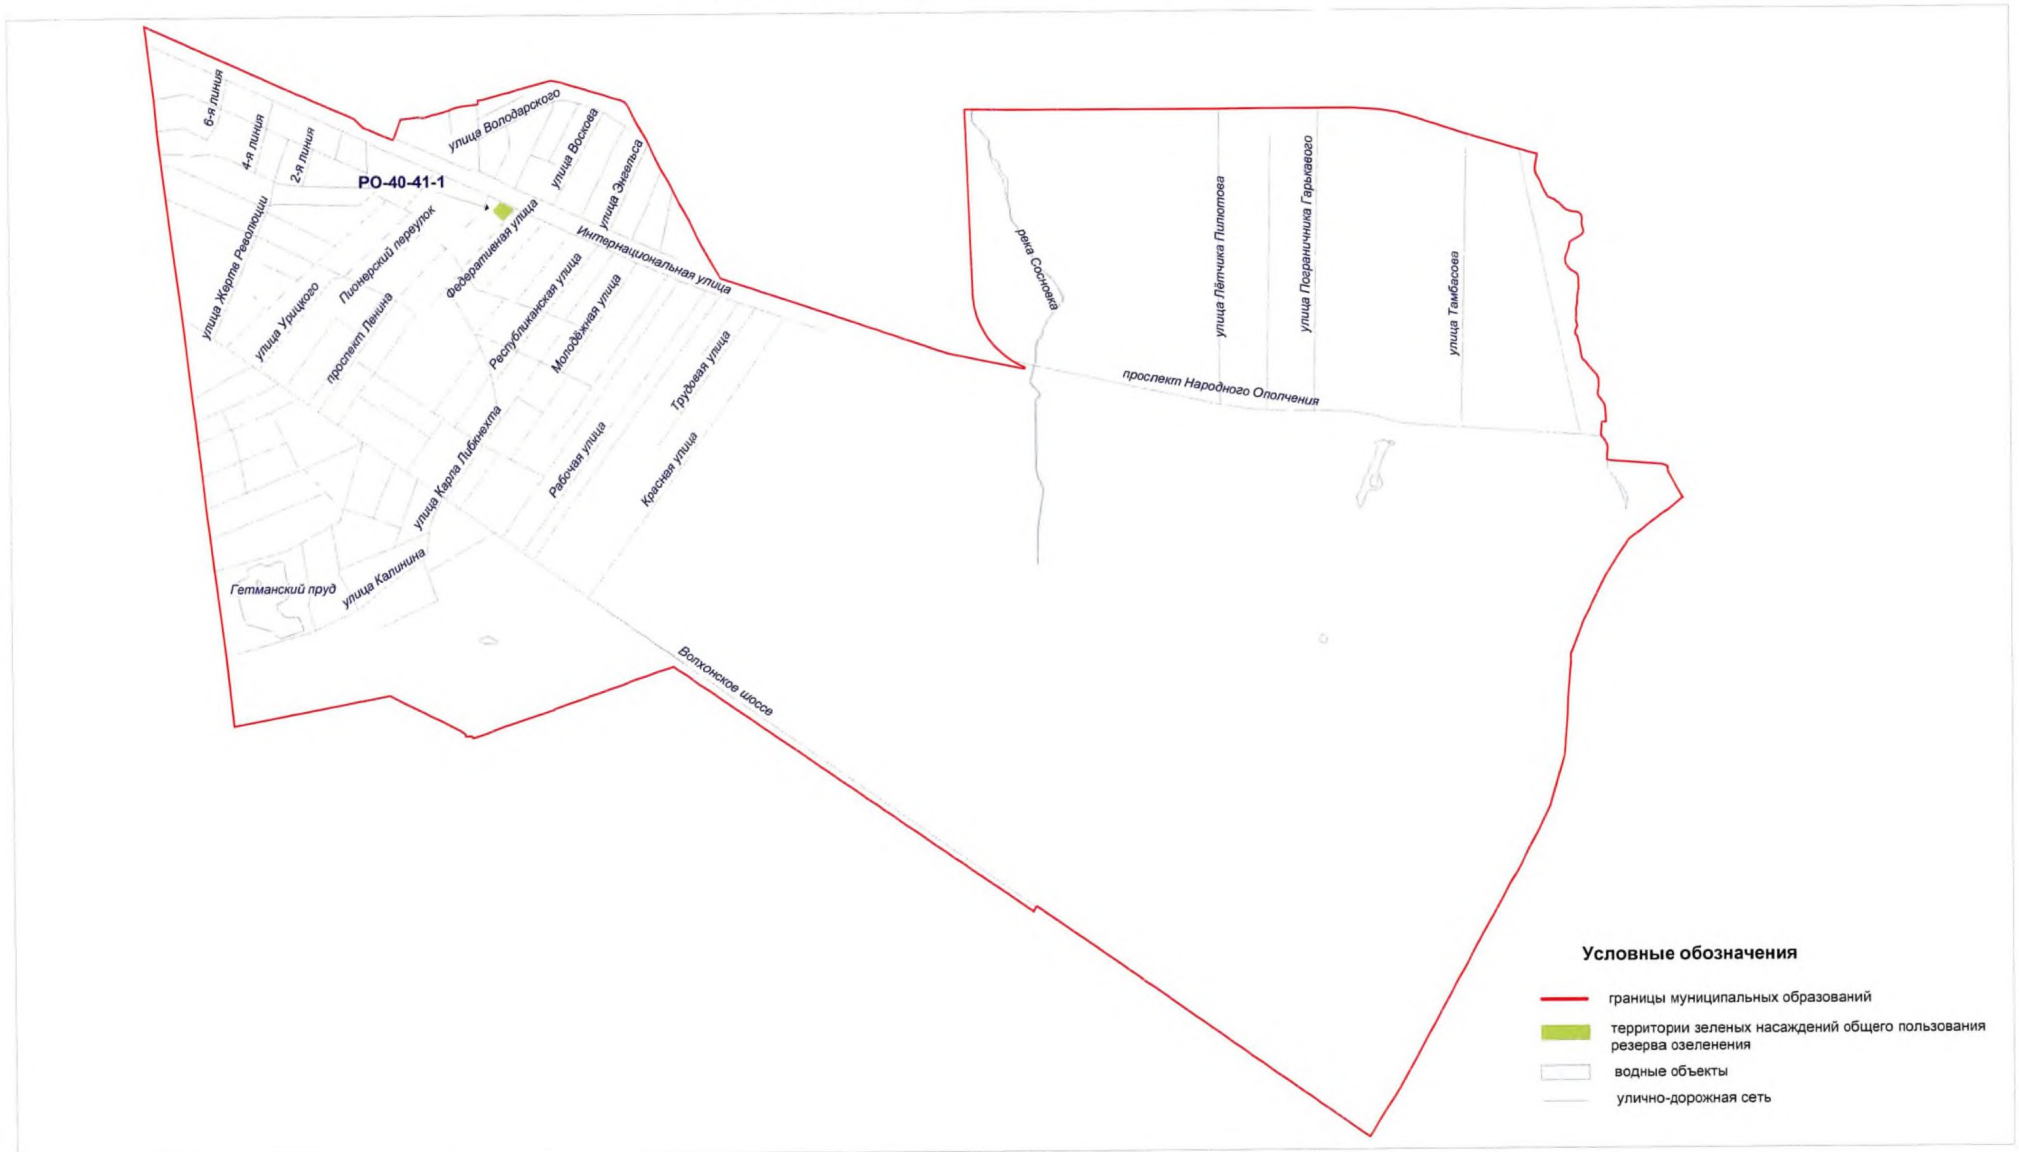 6-я линия
4-я линия
2-я линия
улица Володарского
улица Воскова
улица Энгельса
РО-40-41-1
улица Жертв Революции
Пионерский переулок
Федеративная улица
Интернациональная улица
улица Урицкого
проспект Ленина
Республиканская улица
Молодёжная улица
Трудовая улица
улица Карла Либкнехта
Рабочая улица
Красная улица
Гетманский пруд
улица Калинина
Волхонское шоссе
река Сосновка
улица Лётчика Пилютова
улица Пограничника Гарькавого
улица Тамбасова
проспект Народного Ополчения
Условные обозначения
границы муниципальных образований
территории зеленых насаждений общего пользования
резерва озеленения
водные объекты
улично-дорожная сеть